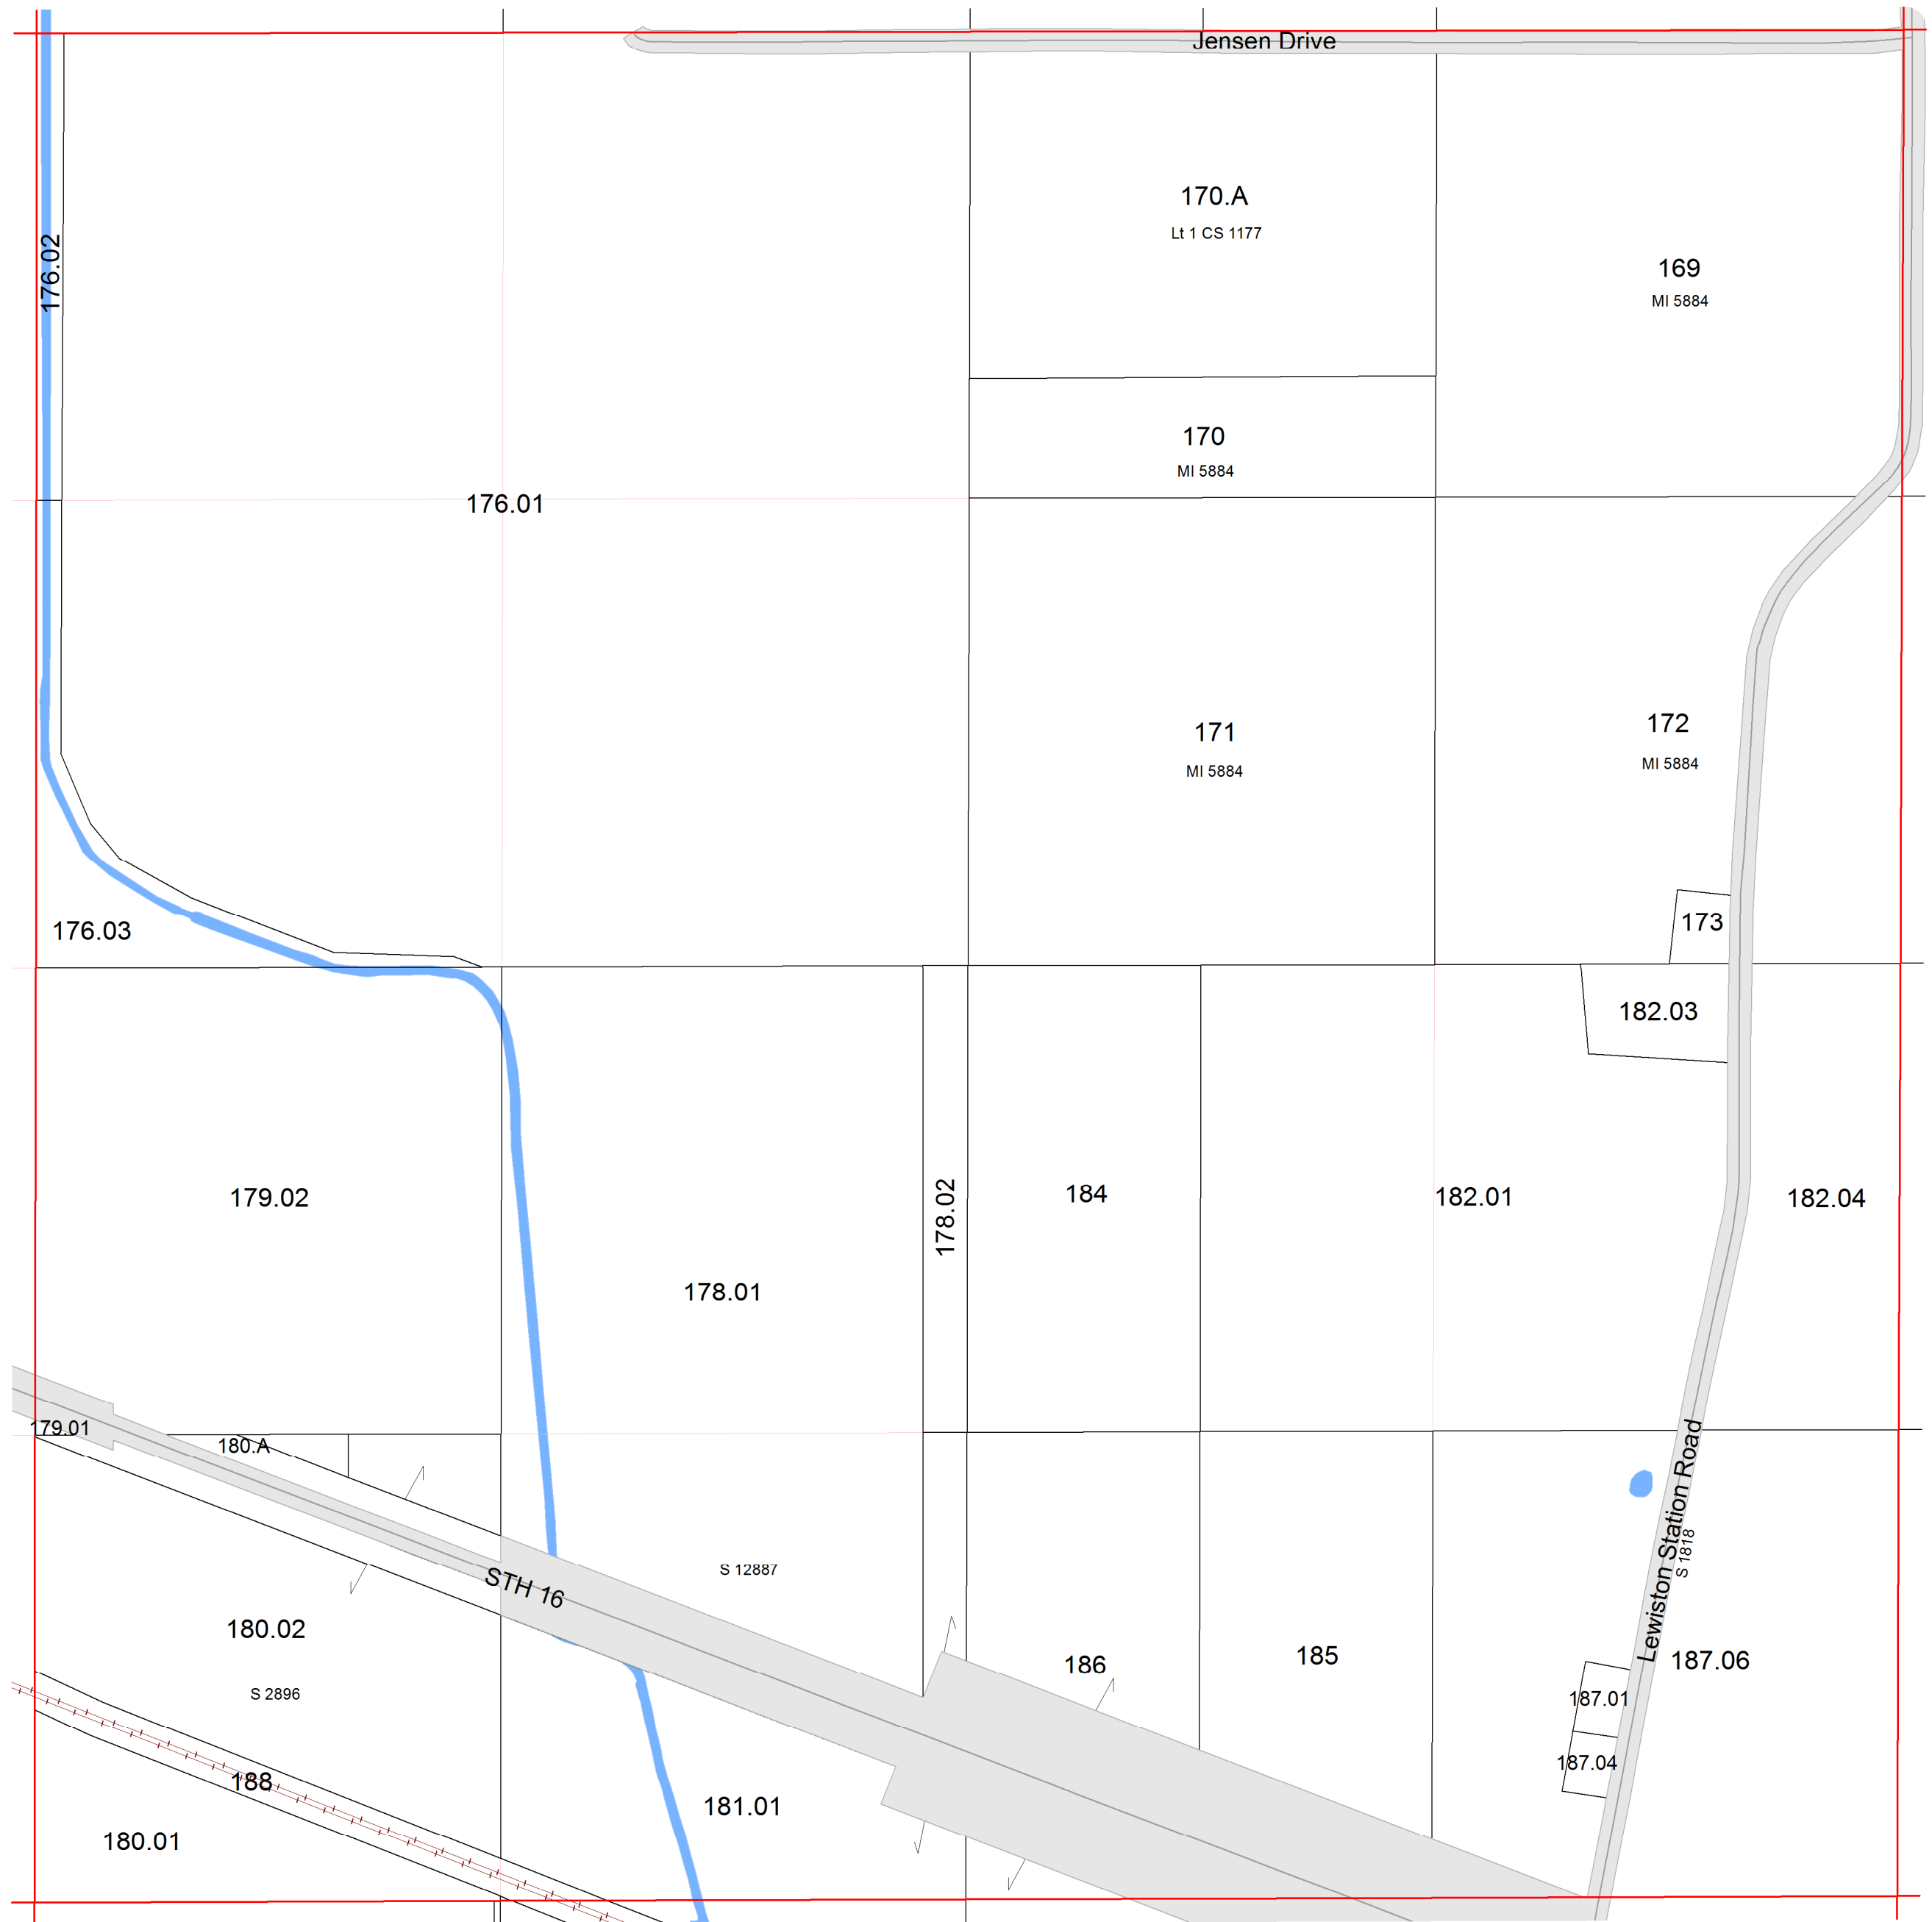 Jensen Drive
170.A
Lt 1 CS 1177
176.02
169
MI 5884
170
MI 5884
176.01
171
MI 5884
172
MI 5884
173
176.03
182.03
179.02
178.02
184
182.01
182.04
178.01
179.01
180.A
Lewiston Station Road
S 1818
S 12887
STH 16
180.02
186
185
187.06
S 2896
187.01
187.04
188
181.01
180.01